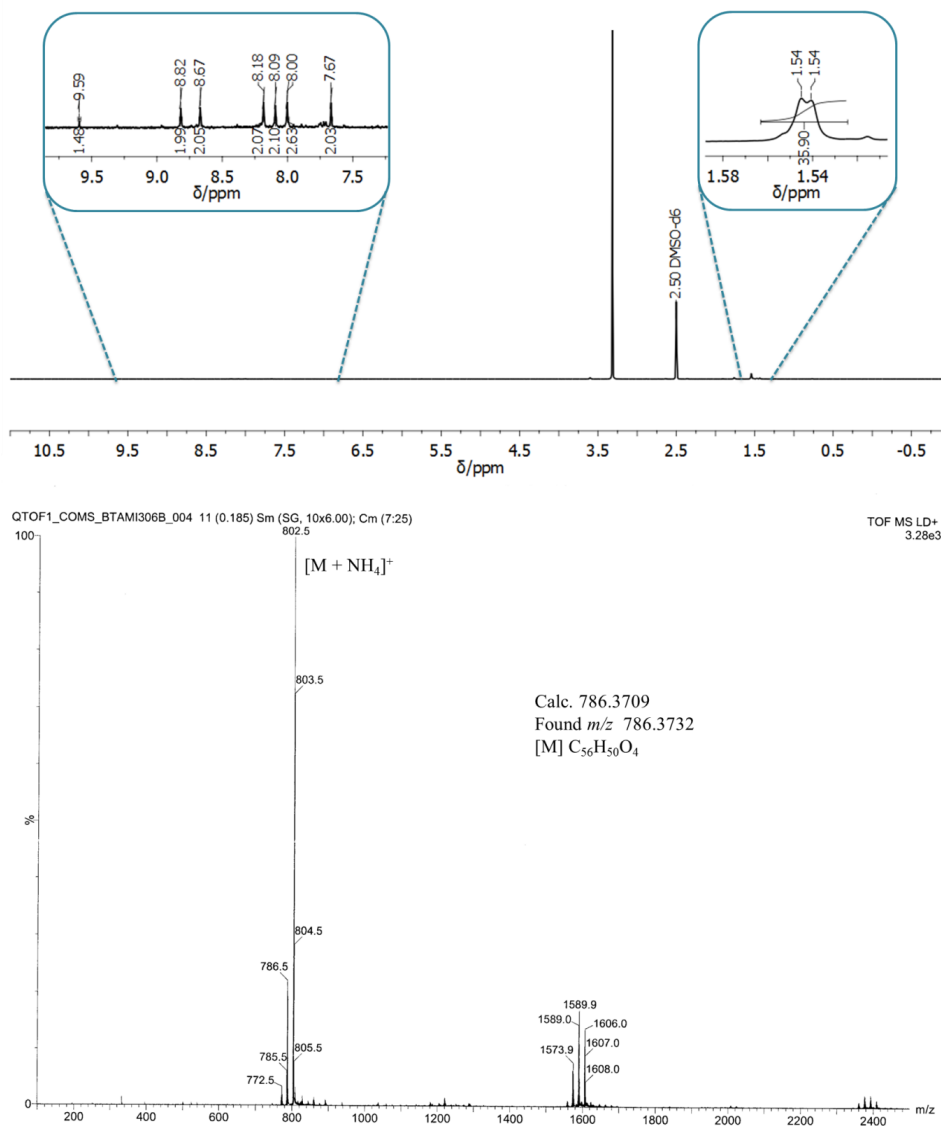 9.59
8.82
8.67
8.18
8.09
8.00
7.67
1.48
1.99
2.05
2.07
2.10
2.63
2.03
9.5 9.0 8.5 8.0 7.5
δ/ppm
1.54
1.54
35.90
1.58 1.54
δ/ppm
2.50 DMSO-d6
10.5 9.5 8.5 7.5 6.5 5.5 4.5 3.5 2.5 1.5 0.5 -0.5
δ/ppm
QTOF1_COMS_BTAMI306B_004 11 (0.185) Sm (SG, 10x6.00); Cm (7:25)
TOF MS LD+
3.28e3
100
802.5
[M + NH₄]⁺
803.5
Calc. 786.3709
Found m/z 786.3732
[M] C₅₆H₅₀O₄
%
804.5
786.5
1589.9
1589.0
1606.0
805.5
1607.0
785.5
1573.9
1608.0
772.5
0
200 400 600 800 1000 1200 1400 1600 1800 2000 2200 2400 m/z